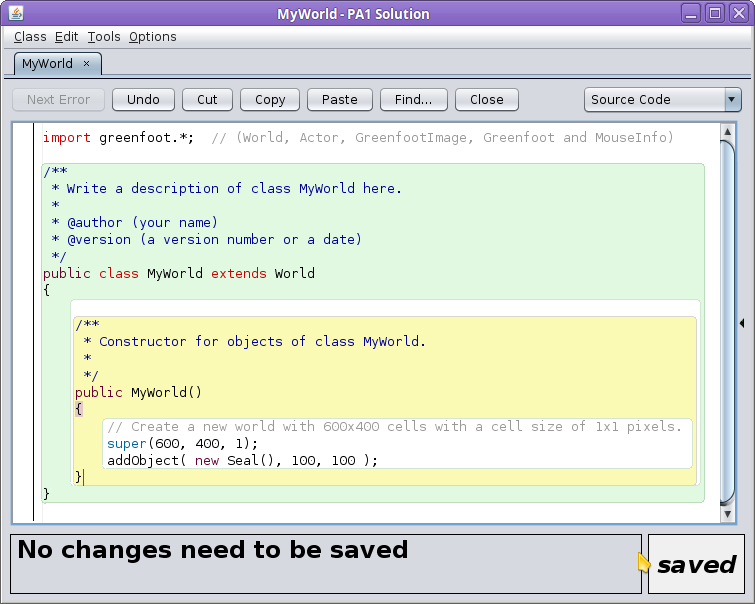 MyWorld - PA1 Solution
Class Edit Tools Options
MyWorld ×
Next Error Undo Cut Copy Paste Find... Close Source Code
import greenfoot.*;  // (World, Actor, GreenfootImage, Greenfoot and MouseInfo)
/**
 * Write a description of class MyWorld here.
 *
 * @author (your name)
 * @version (a version number or a date)
 */
public class MyWorld extends World
{
/**
 * Constructor for objects of class MyWorld.
 *
 */
public MyWorld()
{
// Create a new world with 600x400 cells with a cell size of 1x1 pixels.
super(600, 400, 1);
addObject( new Seal(), 100, 100 );
}
}
No changes need to be saved
saved